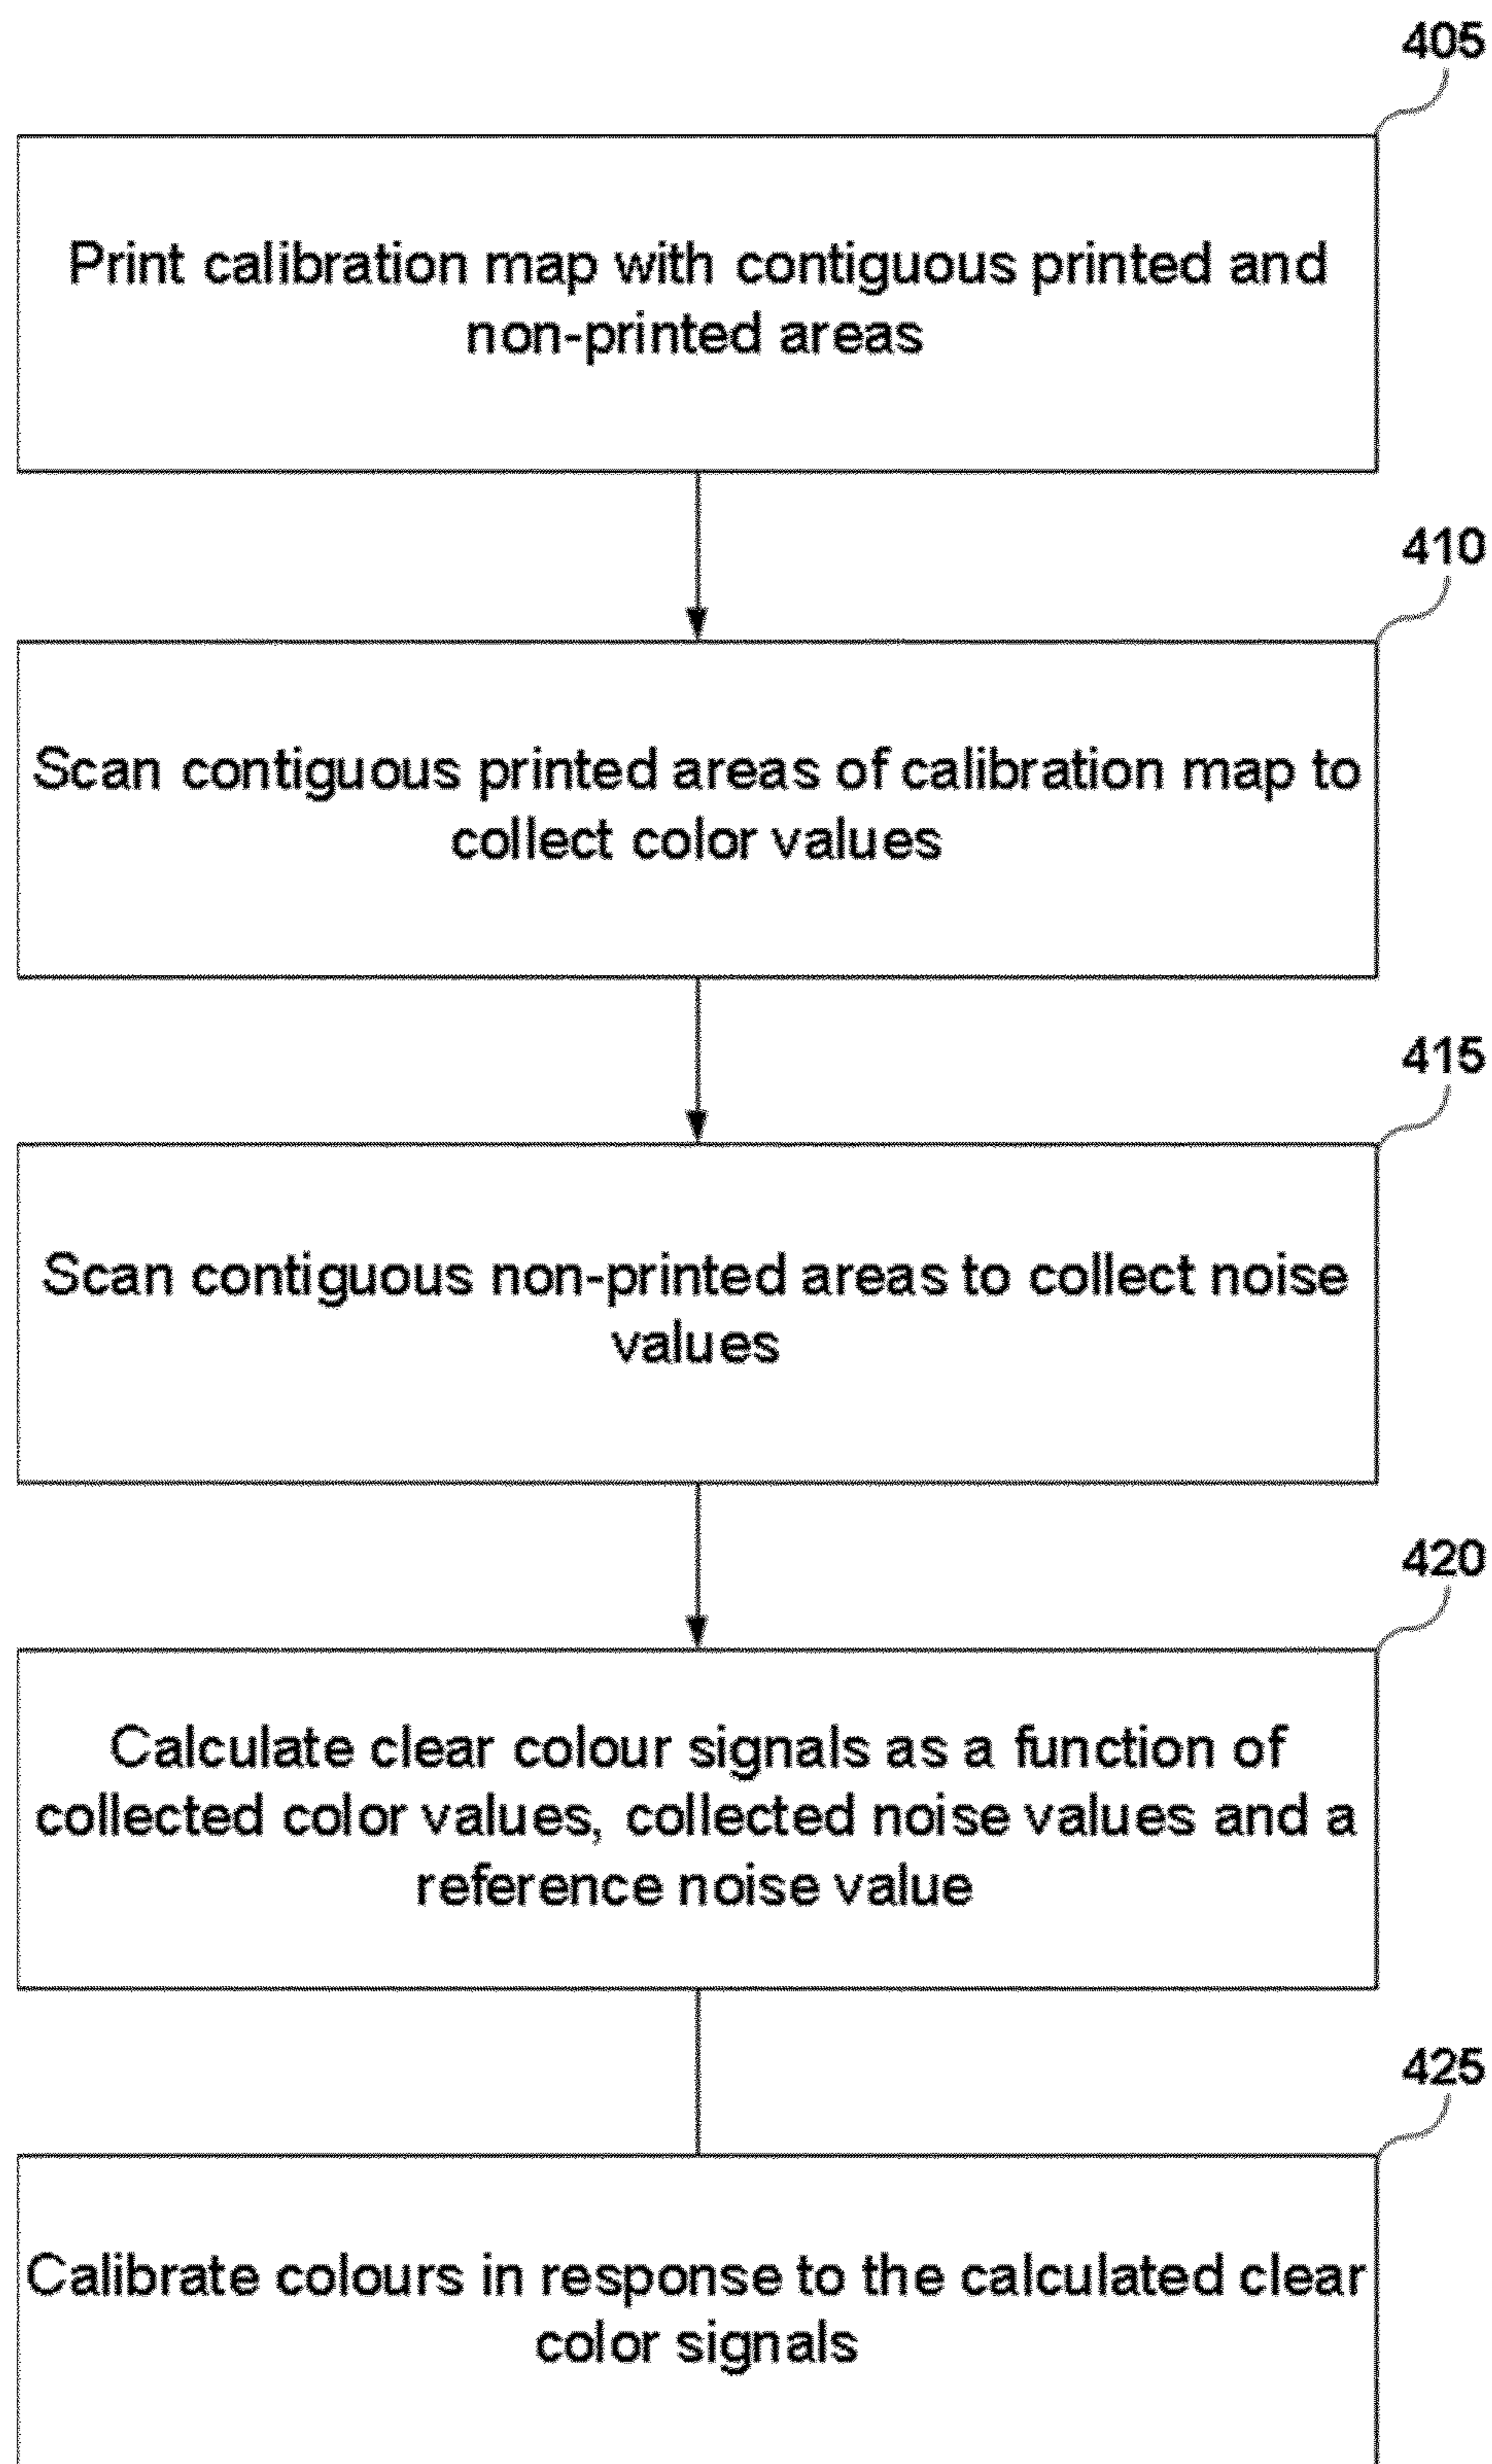 405
Print calibration map with contiguous printed and
non-printed areas
410
Scan contiguous printed areas of calibration map to
collect color values
415
Scan contiguous non-printed areas to collect noise
values
420
Calculate clear colour signals as a function of
collected color values, collected noise values and a
reference noise value
425
Calibrate colours in response to the calculated clear
color signals